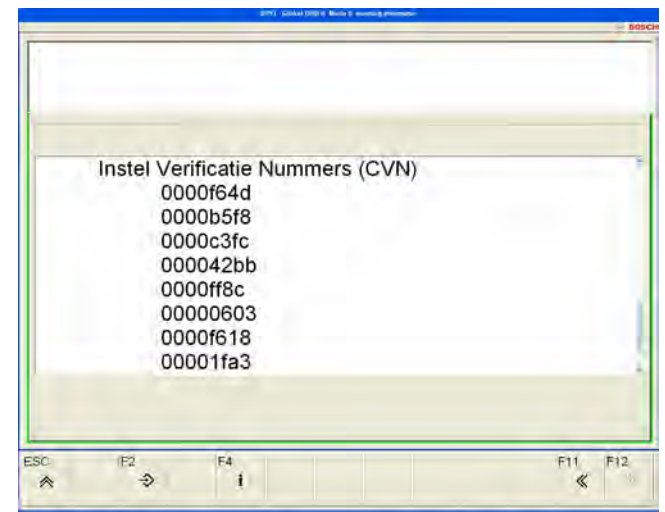 BOSCH
Instel Verificatie Nummers (CVN)
0000f64d
0000b5f8
0000c3fc
000042bb
0000ff8c
00000603
0000f618
00001fa3
ESC F2 F4 F11 F12